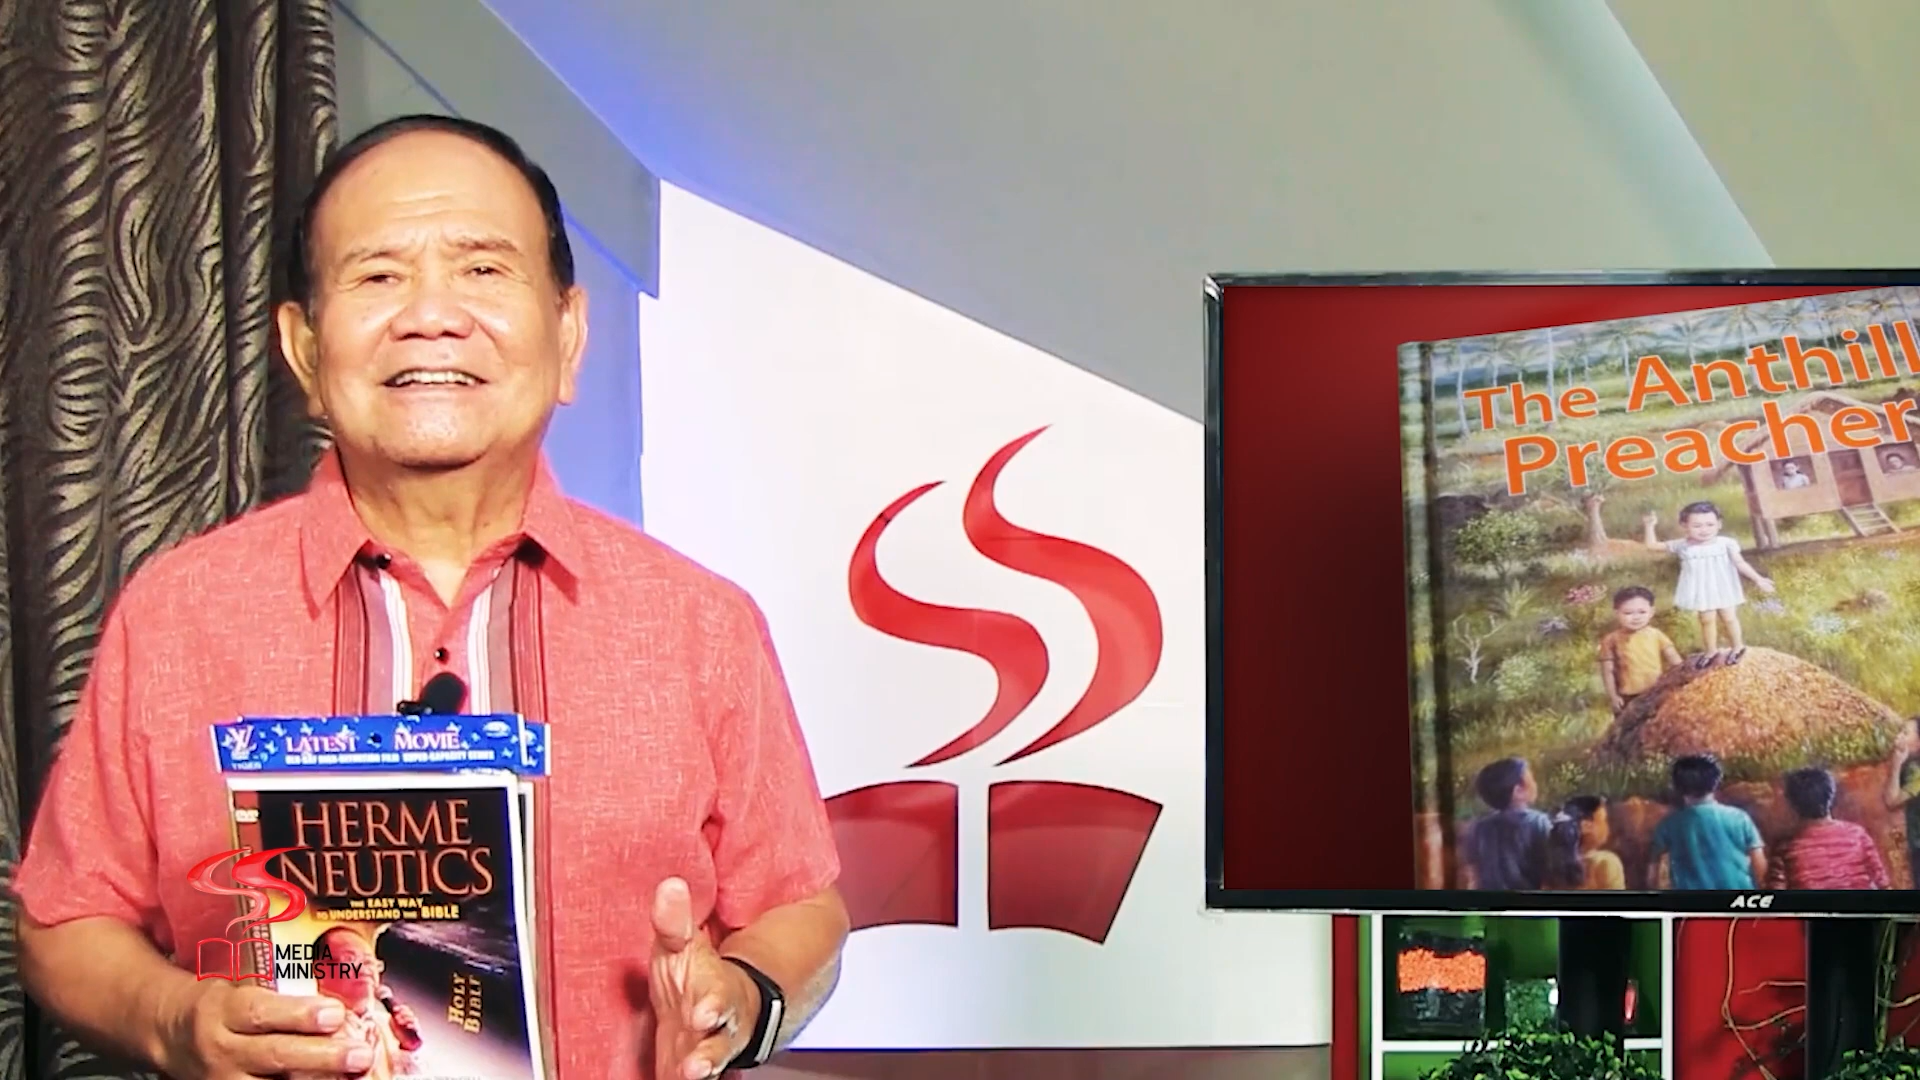 The Anthill
Preacher
LATEST MOVIE
HERME
NEUTICS
THE EASY WAY
TO UNDERSTAND THE BIBLE
HOLY
BIBLE
MEDIA
MINISTRY
ACE